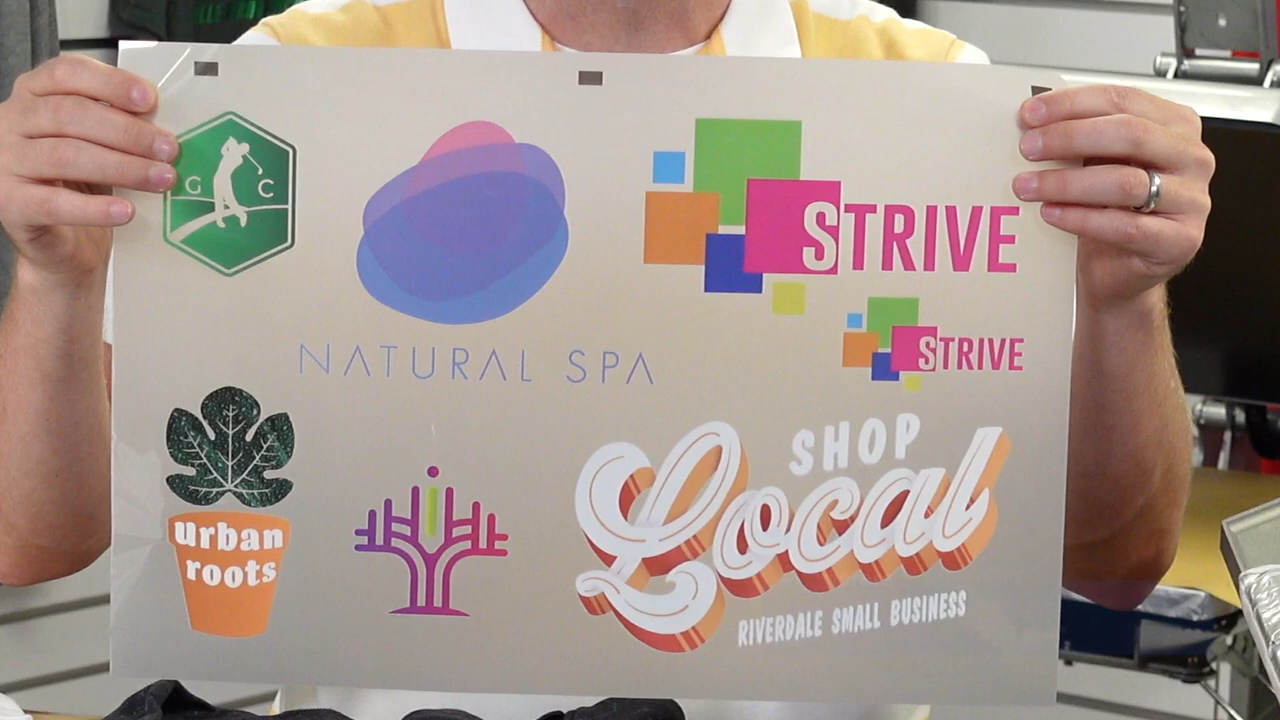 G C
NATURAL SPA
STRIVE
STRIVE
Urban
roots
SHOP
Local
RIVERDALE SMALL BUSINESS